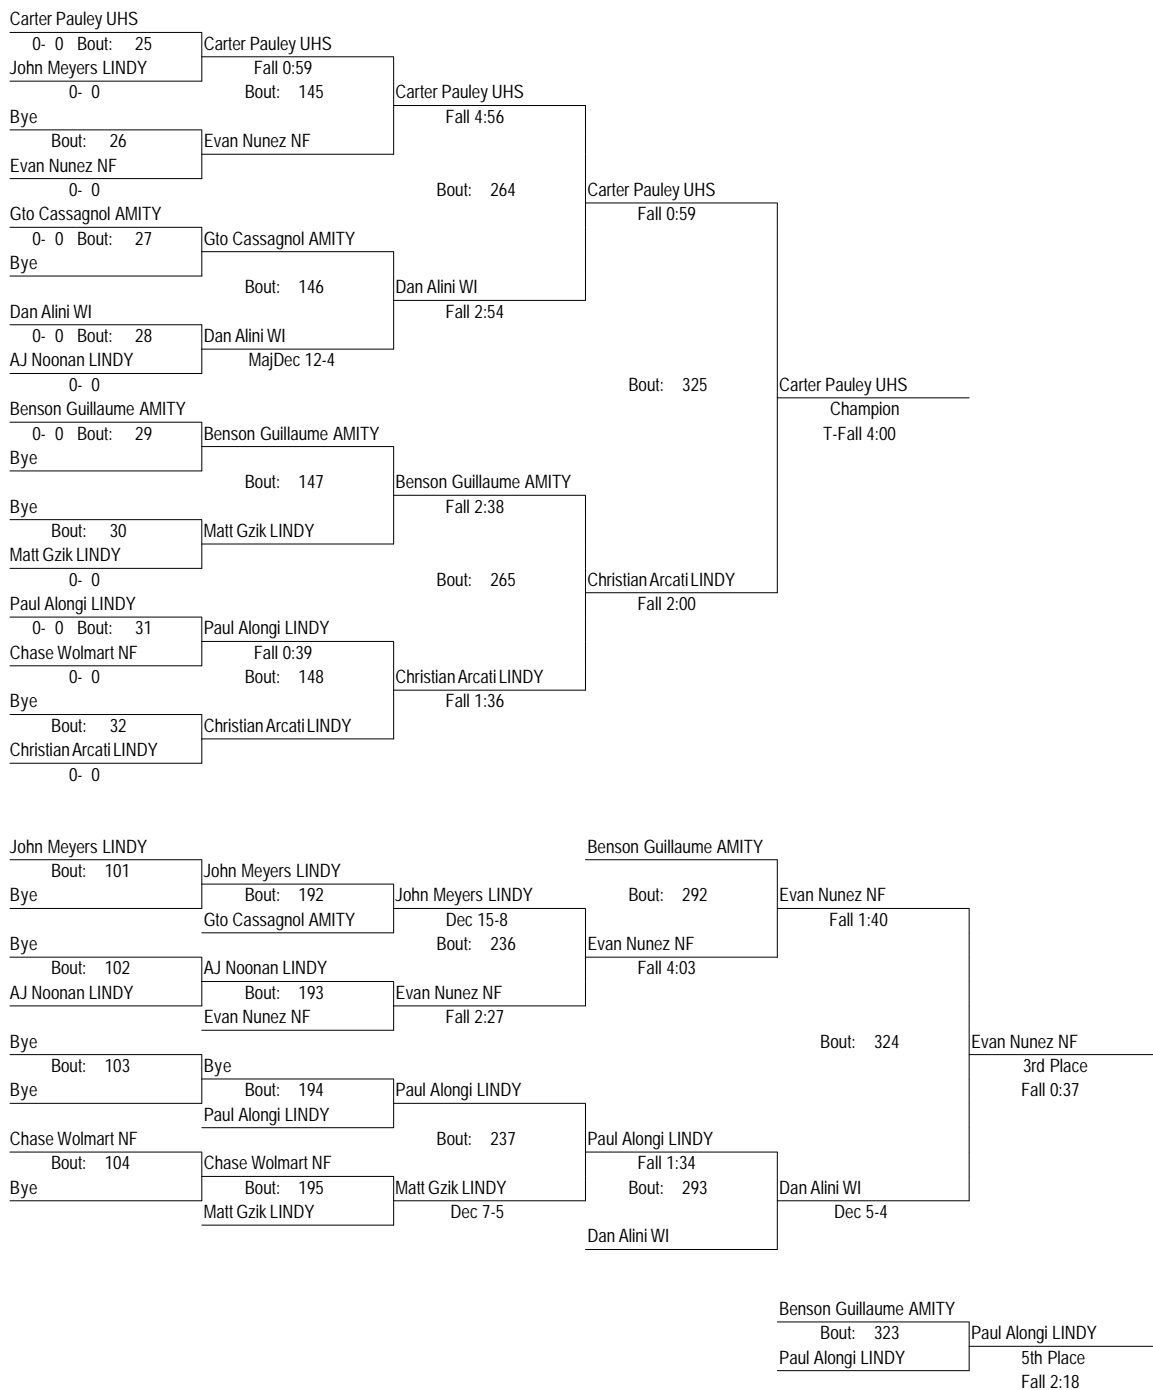 Carter Pauley UHS
0- 0 Bout: 25 Carter Pauley UHS
John Meyers LINDY Fall 0:59
0- 0 Bout: 145 Carter Pauley UHS
Bye Fall 4:56
Bout: 26 Evan Nunez NF
Evan Nunez NF
0- 0 Bout: 264 Carter Pauley UHS
Gto Cassagnol AMITY Fall 0:59
0- 0 Bout: 27 Gto Cassagnol AMITY
Bye
Bout: 146 Dan Alini WI
Dan Alini WI Fall 2:54
0- 0 Bout: 28 Dan Alini WI
AJ Noonan LINDY MajDec 12-4
0- 0 Bout: 325 Carter Pauley UHS
Benson Guillaume AMITY Champion
0- 0 Bout: 29 Benson Guillaume AMITY T-Fall 4:00
Bye
Bout: 147 Benson Guillaume AMITY
Bye Fall 2:38
Bout: 30 Matt Gzik LINDY
Matt Gzik LINDY
0- 0 Bout: 265 Christian Arcati LINDY
Paul Alongi LINDY Fall 2:00
0- 0 Bout: 31 Paul Alongi LINDY
Chase Wolmart NF Fall 0:39
0- 0 Bout: 148 Christian Arcati LINDY
Bye Fall 1:36
Bout: 32 Christian Arcati LINDY
Christian Arcati LINDY
0- 0
John Meyers LINDY Benson Guillaume AMITY
Bout: 101 John Meyers LINDY
Bye Bout: 192 John Meyers LINDY Bout: 292 Evan Nunez NF
Gto Cassagnol AMITY Dec 15-8 Fall 1:40
Bye Bout: 236 Evan Nunez NF
Bout: 102 AJ Noonan LINDY Fall 4:03
AJ Noonan LINDY Bout: 193 Evan Nunez NF
Evan Nunez NF Fall 2:27
Bye Bout: 324 Evan Nunez NF
Bout: 103 Bye 3rd Place
Bye Bout: 194 Paul Alongi LINDY Fall 0:37
Paul Alongi LINDY
Chase Wolmart NF Bout: 237 Paul Alongi LINDY
Bout: 104 Chase Wolmart NF Fall 1:34
Bye Bout: 195 Matt Gzik LINDY Bout: 293 Dan Alini WI
Matt Gzik LINDY Dec 7-5 Dec 5-4
Dan Alini WI
Benson Guillaume AMITY
Bout: 323 Paul Alongi LINDY
Paul Alongi LINDY 5th Place
Fall 2:18